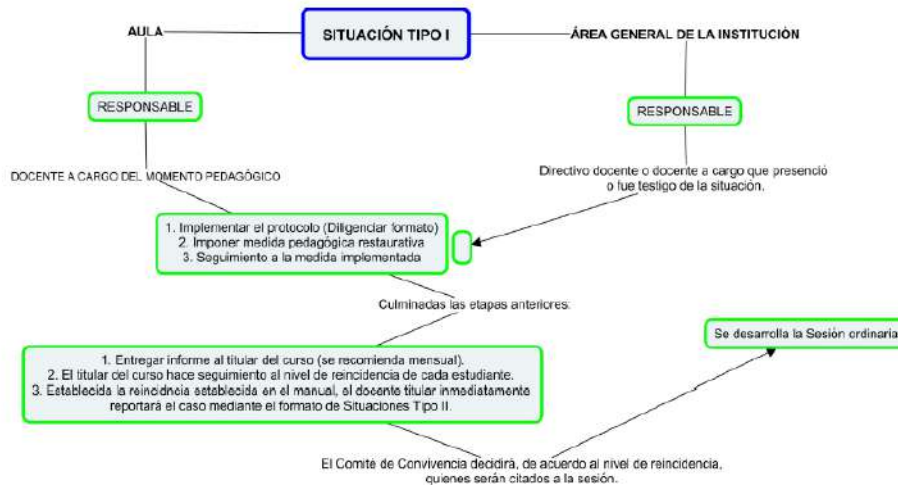 AULA
SITUACIÓN TIPO I
ÁREA GENERAL DE LA INSTITUCIÓN
RESPONSABLE
RESPONSABLE
DOCENTE A CARGO DEL MOMENTO PEDAGÓGICO
Directivo docente o docente a cargo que presenció
o fue testigo de la situación.
1. Implementar el protocolo (Diligenciar formato)
2. Imponer medida pedagógica restaurativa
3. Seguimiento a la medida implementada
Culminadas las etapas anteriores:
Se desarrolla la Sesión ordinaria
1. Entregar informe al titular del curso (se recomienda mensual).
2. El titular del curso hace seguimiento al nivel de reincidencia de cada estudiante.
3. Establecida la reincidncia establecida en el manual, el docente titular inmediatamente
reportará el caso mediante el formato de Situaciones Tipo II.
El Comité de Convivencia decidirá, de acuerdo al nivel de reincidencia,
quienes serán citados a la sesión.